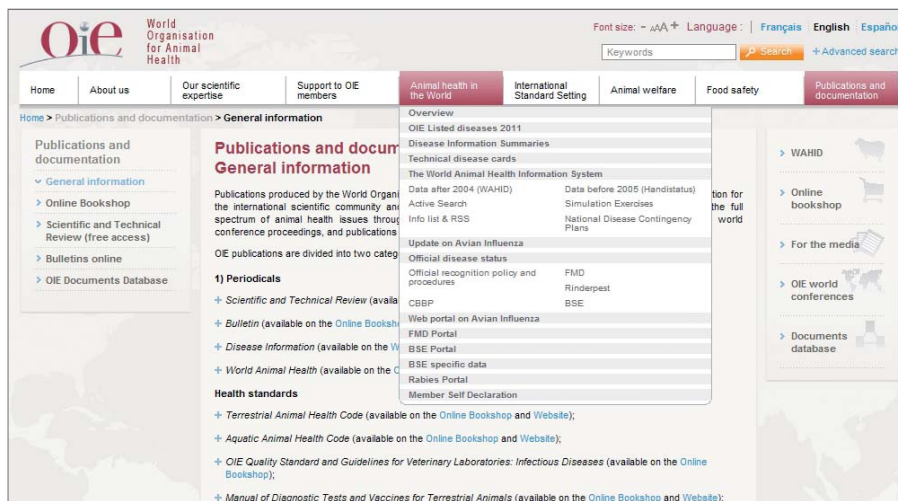 OiE
World
Organisation
for Animal
Health
Font size: - AAA + Language : | Français English Español
Keywords
Search
+ Advanced search
Home
About us
Our scientific
expertise
Support to OIE
members
Animal health in
the World
International
Standard Setting
Animal welfare
Food safety
Publications and
documentation
Home > Publications and documentation > General information
Publications and
documentation
General information
> Online Bookshop
> Scientific and Technical
Review (free access)
> Bulletins online
> OIE Documents Database
Publications and docum
General information
Publications produced by the World Organi
the international scientific community an
spectrum of animal health issues throug
conference proceedings, and publications
tion for
the full
world
OIE publications are divided into two categ
1) Periodicals
+ Scientific and Technical Review (availa
+ Bulletin (available on the Online Booksh
+ Disease Information (available on the W
+ World Animal Health (available on the O
Health standards
+ Terrestrial Animal Health Code (available on the Online Bookshop and Website);
+ Aquatic Animal Health Code (available on the Online Bookshop and Website);
+ OIE Quality Standard and Guidelines for Veterinary Laboratories: Infectious Diseases (available on the Online
Bookshop);
+ Manual of Diagnostic Tests and Vaccines for Terrestrial Animals (available on the Online Bookshop and Website);
Overview
OIE Listed diseases 2011
Disease Information Summaries
Technical disease cards
The World Animal Health Information System
Data after 2004 (WAHID)
Data before 2005 (Handistatus)
Active Search
Simulation Exercises
Info list & RSS
National Disease Contingency
Plans
Update on Avian Influenza
Official disease status
Official recognition policy and
procedures
FMD
Rinderpest
CBBP
BSE
Web portal on Avian Influenza
FMD Portal
BSE Portal
BSE specific data
Rabies Portal
Member Self Declaration
> WAHID
> Online
bookshop
> For the media
> OIE world
conferences
> Documents
database